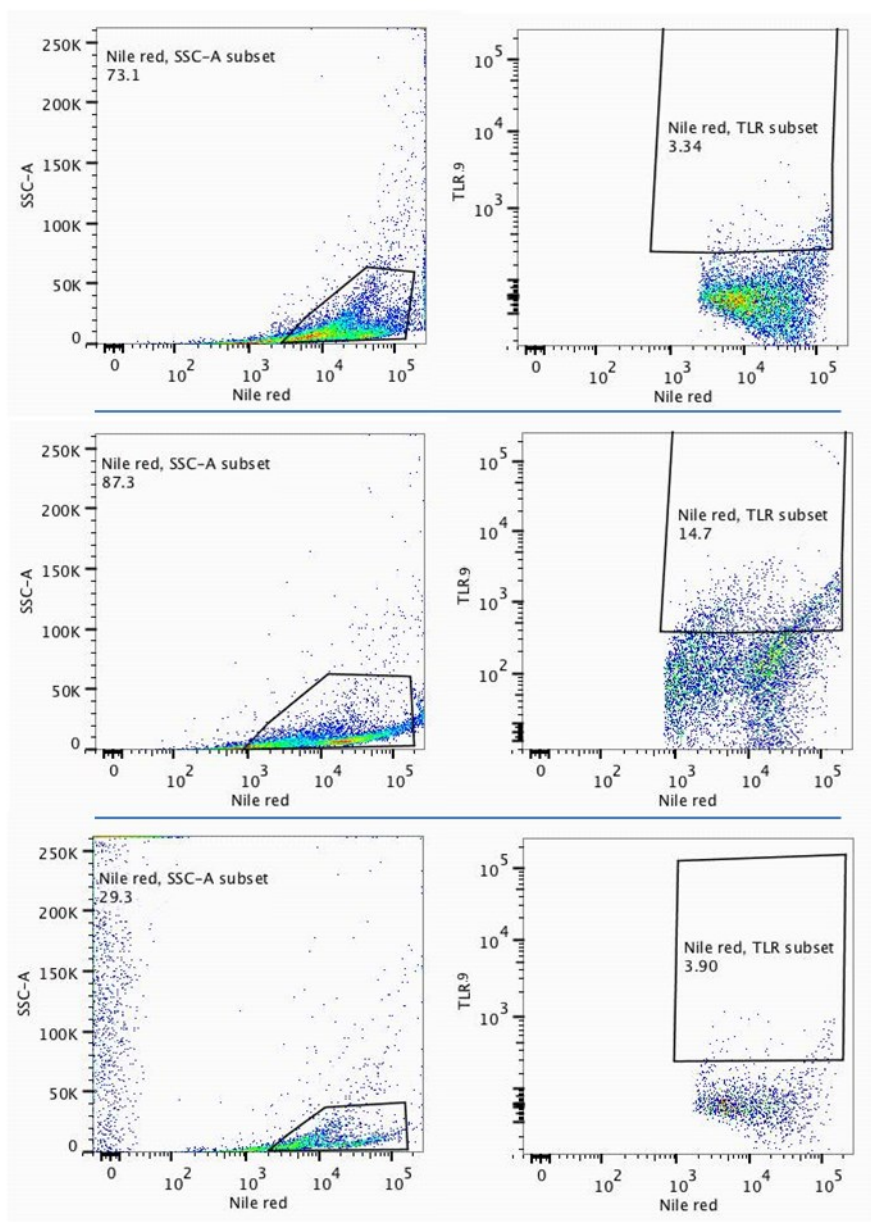 250K
200K
150K
100K
50K
0
SSC-A
Nile red, SSC-A subset
73.1
0 10^2 10^3 10^4 10^5
Nile red
10^5
10^4
10^3
TLR.9
Nile red, TLR subset
3.34
0 10^2 10^3 10^4 10^5
Nile red
250K
200K
150K
100K
50K
0
SSC-A
Nile red, SSC-A subset
87.3
0 10^2 10^3 10^4 10^5
Nile red
10^5
10^4
10^3
10^2
TLR.9
Nile red, TLR subset
14.7
0 10^2 10^3 10^4 10^5
Nile red
250K
200K
150K
100K
50K
0
SSC-A
Nile red, SSC-A subset
29.3
0 10^2 10^3 10^4 10^5
Nile red
10^5
10^4
10^3
TLR.9
Nile red, TLR subset
3.90
0 10^2 10^3 10^4 10^5
Nile red